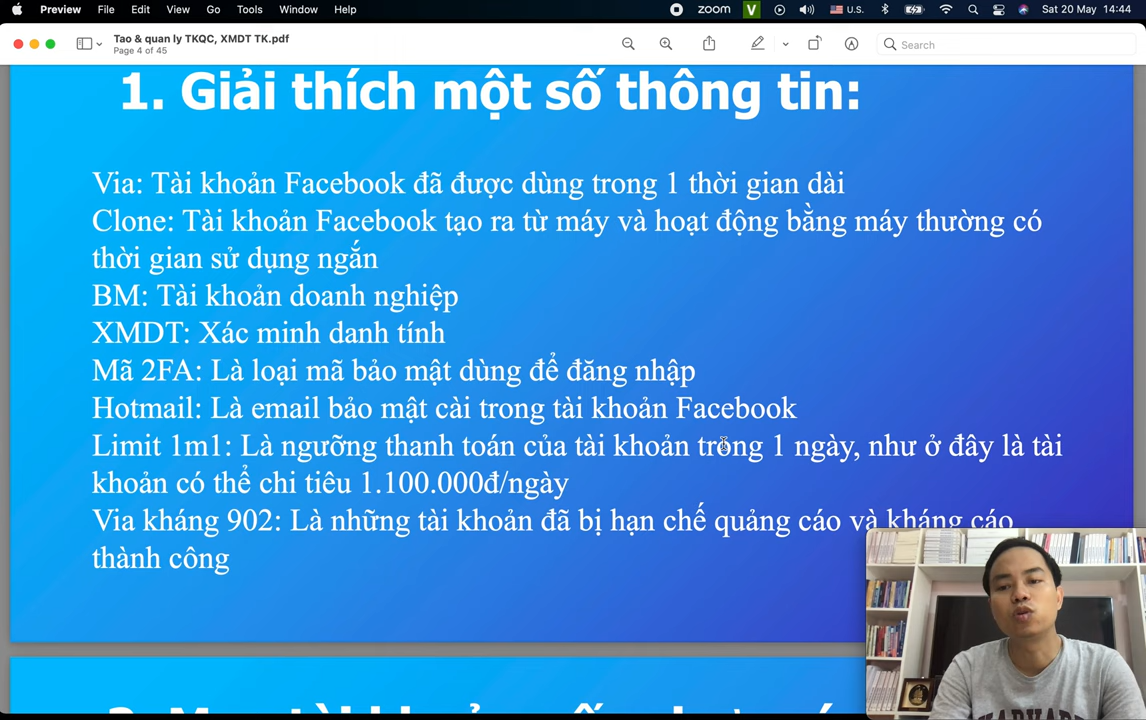 Preview File Edit View Go Tools Window Help zoom V U.S. Sat 20 May 14:44
Tao & quan ly TKQC, XMDT TK.pdf
Page 4 of 45
Search
1. Giải thích một số thông tin:
Via: Tài khoản Facebook đã được dùng trong 1 thời gian dài
Clone: Tài khoản Facebook tạo ra từ máy và hoạt động bằng máy thường có
thời gian sử dụng ngắn
BM: Tài khoản doanh nghiệp
XMDT: Xác minh danh tính
Mã 2FA: Là loại mã bảo mật dùng để đăng nhập
Hotmail: Là email bảo mật cài trong tài khoản Facebook
Limit 1m1: Là ngưỡng thanh toán của tài khoản trong 1 ngày, như ở đây là tài
khoản có thể chi tiêu 1.100.000đ/ngày
Via kháng 902: Là những tài khoản đã bị hạn chế quảng cáo và kháng cáo
thành công